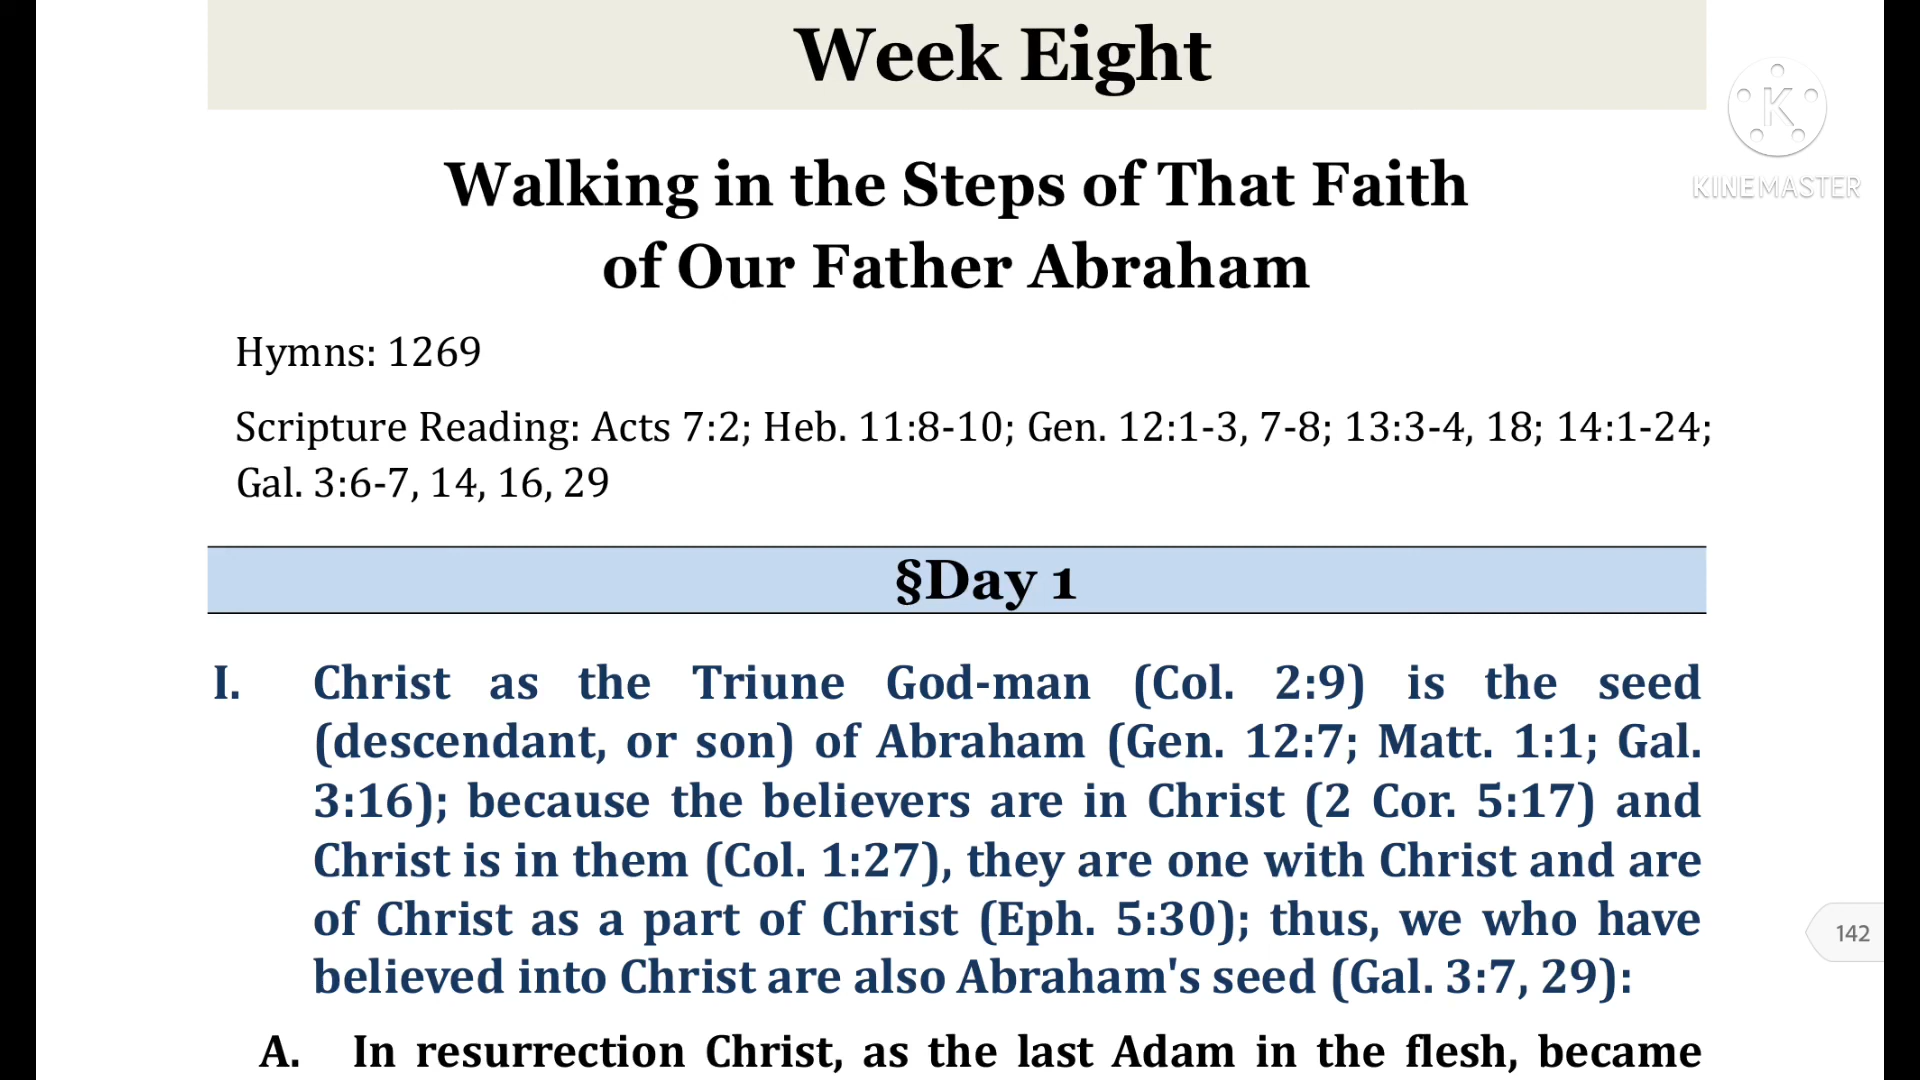 Week Eight
K
KINEMASTER
Walking in the Steps of That Faith
of Our Father Abraham
Hymns: 1269
Scripture Reading: Acts 7:2; Heb. 11:8-10; Gen. 12:1-3, 7-8; 13:3-4, 18; 14:1-24;
Gal. 3:6-7, 14, 16, 29
§Day 1
I. Christ as the Triune God-man (Col. 2:9) is the seed
(descendant, or son) of Abraham (Gen. 12:7; Matt. 1:1; Gal.
3:16); because the believers are in Christ (2 Cor. 5:17) and
Christ is in them (Col. 1:27), they are one with Christ and are
of Christ as a part of Christ (Eph. 5:30); thus, we who have
believed into Christ are also Abraham's seed (Gal. 3:7, 29):
142
A. In resurrection Christ, as the last Adam in the flesh, became